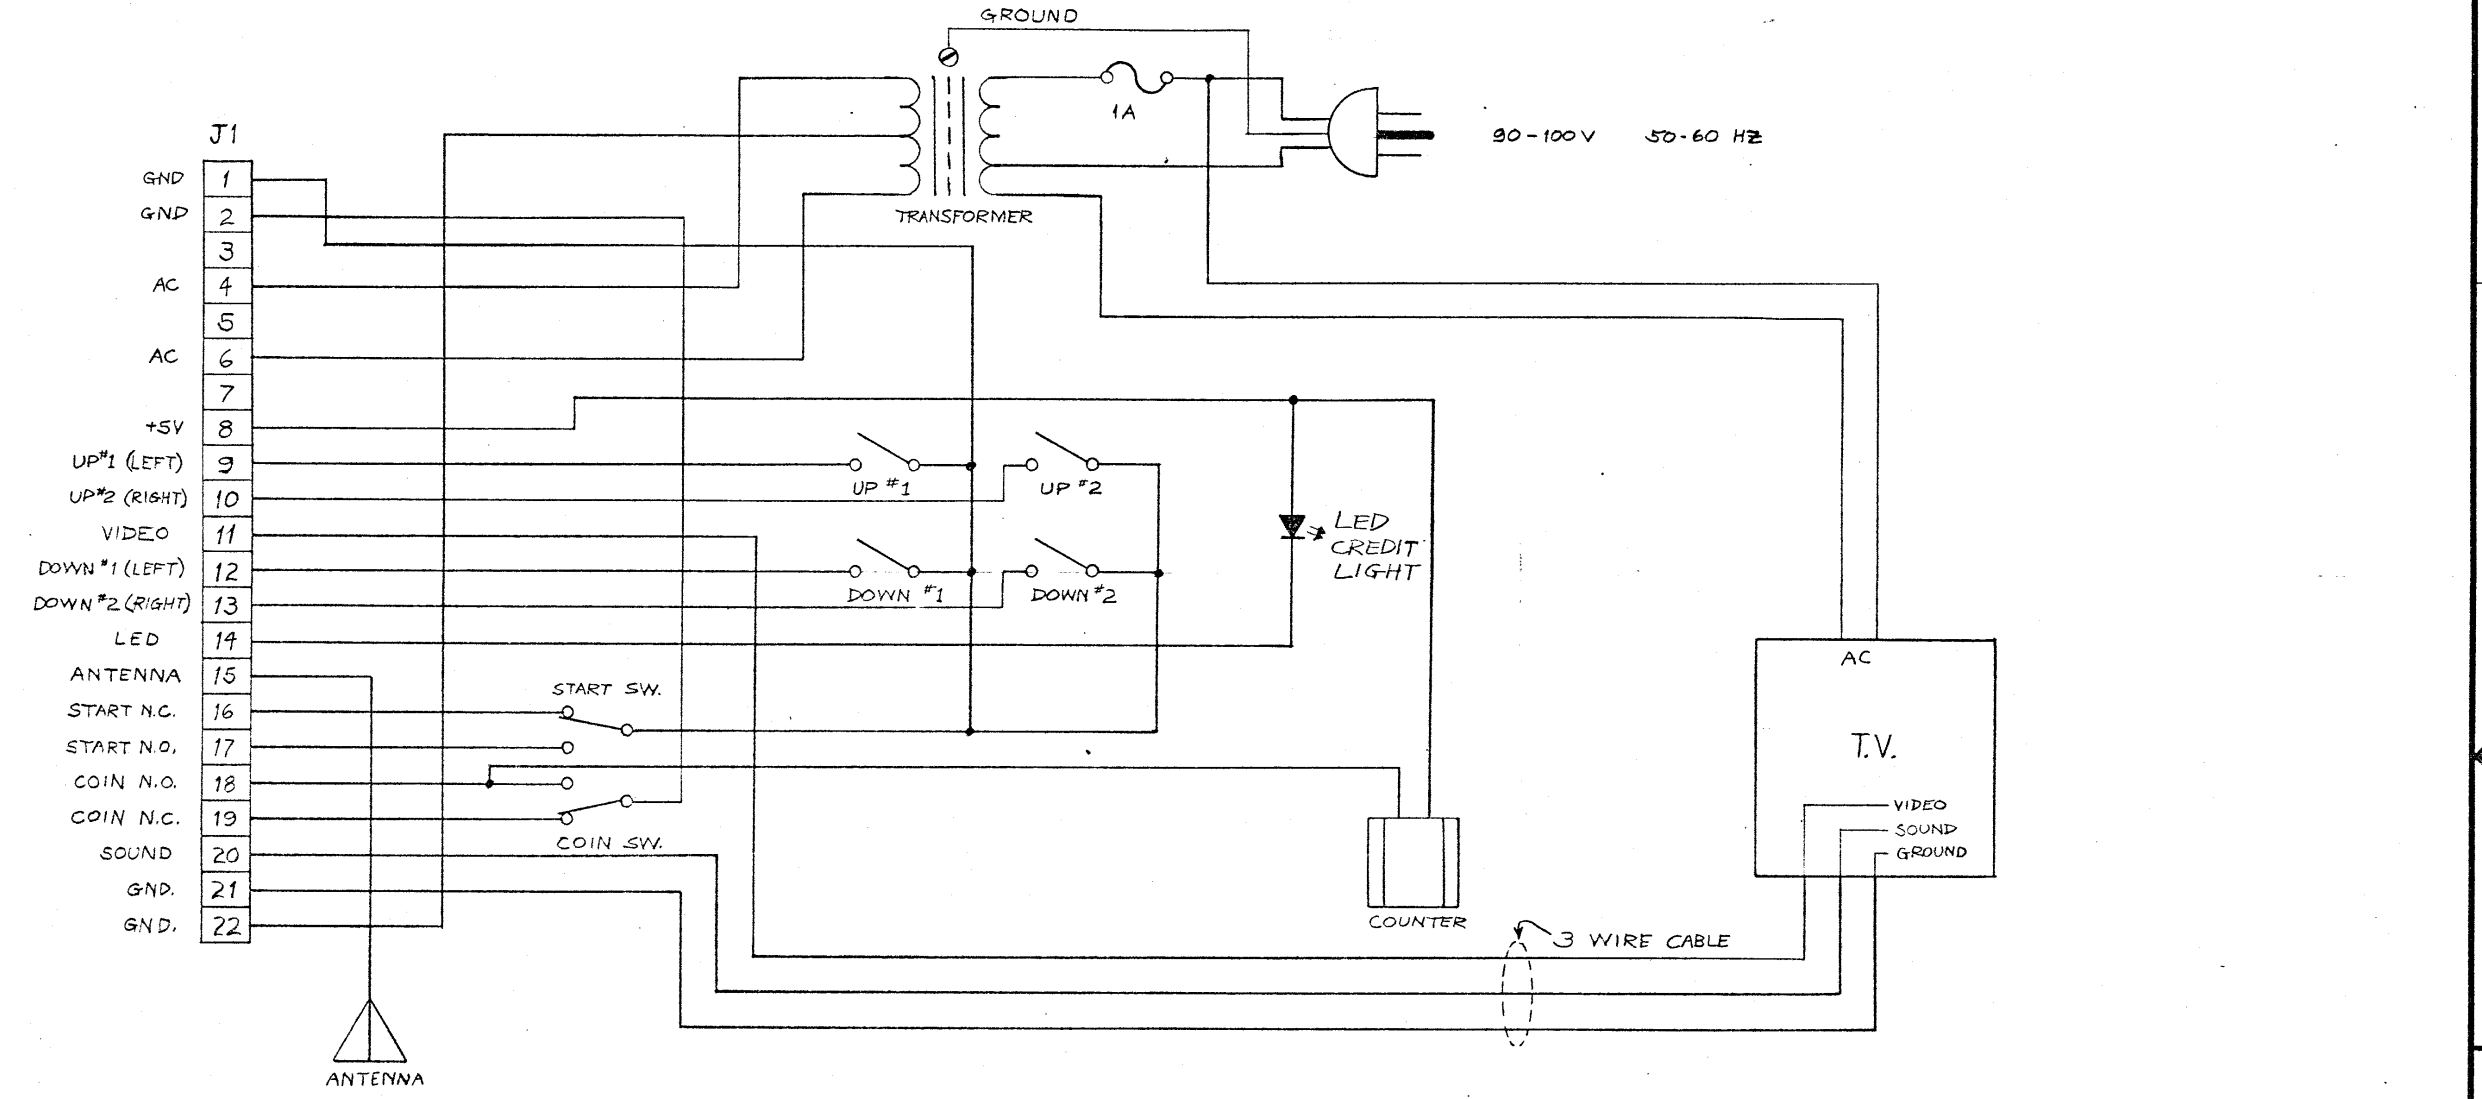 GROUND
1A
J1
90-100V 50-60 HZ
TRANSFORMER
GND 1
GND 2
3
AC 4
5
AC 6
7
+5V 8
UP#1 (LEFT) 9
UP#2 (RIGHT) 10
VIDEO 11
DOWN #1 (LEFT) 12
DOWN #2 (RIGHT) 13
LED 14
ANTENNA 15
START N.C. 16
START N.O. 17
COIN N.O. 18
COIN N.C. 19
SOUND 20
GND. 21
GND. 22
UP #1
UP #2
DOWN #1
DOWN #2
LED
CREDIT
LIGHT
START SW.
COIN SW.
COUNTER
AC
T.V.
VIDEO
SOUND
GROUND
3 WIRE CABLE
ANTENNA